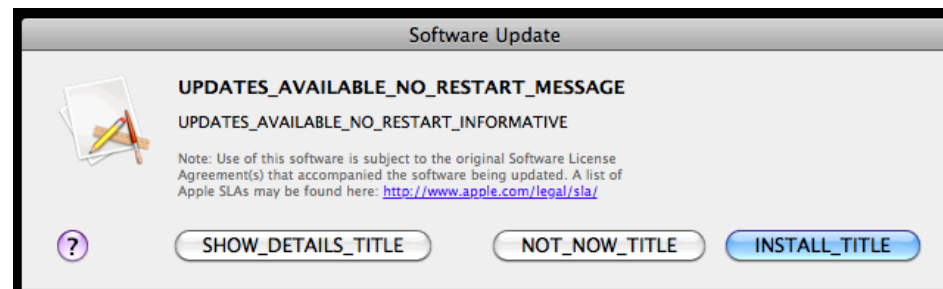 Software Update
UPDATES_AVAILABLE_NO_RESTART_MESSAGE
UPDATES_AVAILABLE_NO_RESTART_INFORMATIVE
Note: Use of this software is subject to the original Software License
Agreement(s) that accompanied the software being updated. A list of
Apple SLAs may be found here: http://www.apple.com/legal/sla/
? SHOW_DETAILS_TITLE NOT_NOW_TITLE INSTALL_TITLE